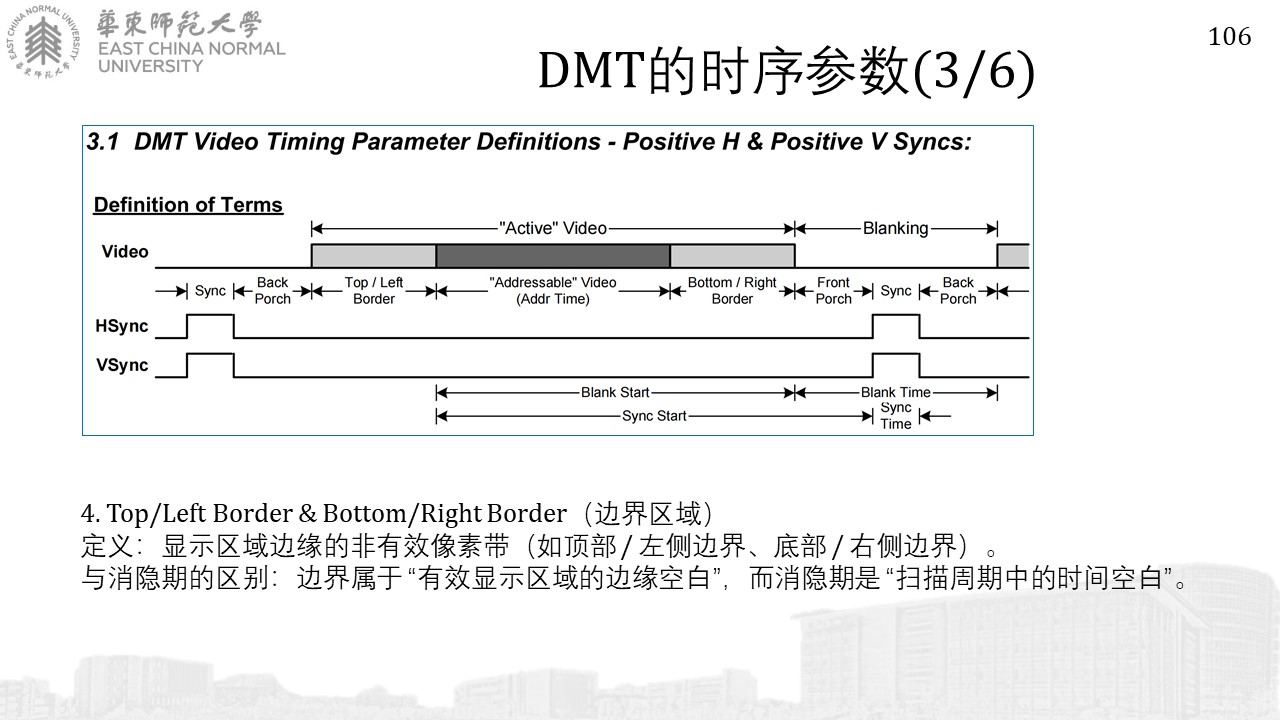 EAST CHINA NORMAL UNIVERSITY
華東師范大學
華東師范大學
EAST CHINA NORMAL
UNIVERSITY
106
DMT的时序参数(3/6)
3.1 DMT Video Timing Parameter Definitions - Positive H & Positive V Syncs:
Definition of Terms
"Active" Video
Blanking
Video
Sync
Back
Porch
Top / Left
Border
"Addressable" Video
(Addr Time)
Bottom / Right
Border
Front
Porch
Sync
Back
Porch
HSync
VSync
Blank Start
Blank Time
Sync Start
Sync
Time
4. Top/Left Border & Bottom/Right Border（边界区域）
定义：显示区域边缘的非有效像素带（如顶部 / 左侧边界、底部 / 右侧边界）。
与消隐期的区别：边界属于 “有效显示区域的边缘空白”，而消隐期是 “扫描周期中的时间空白”。